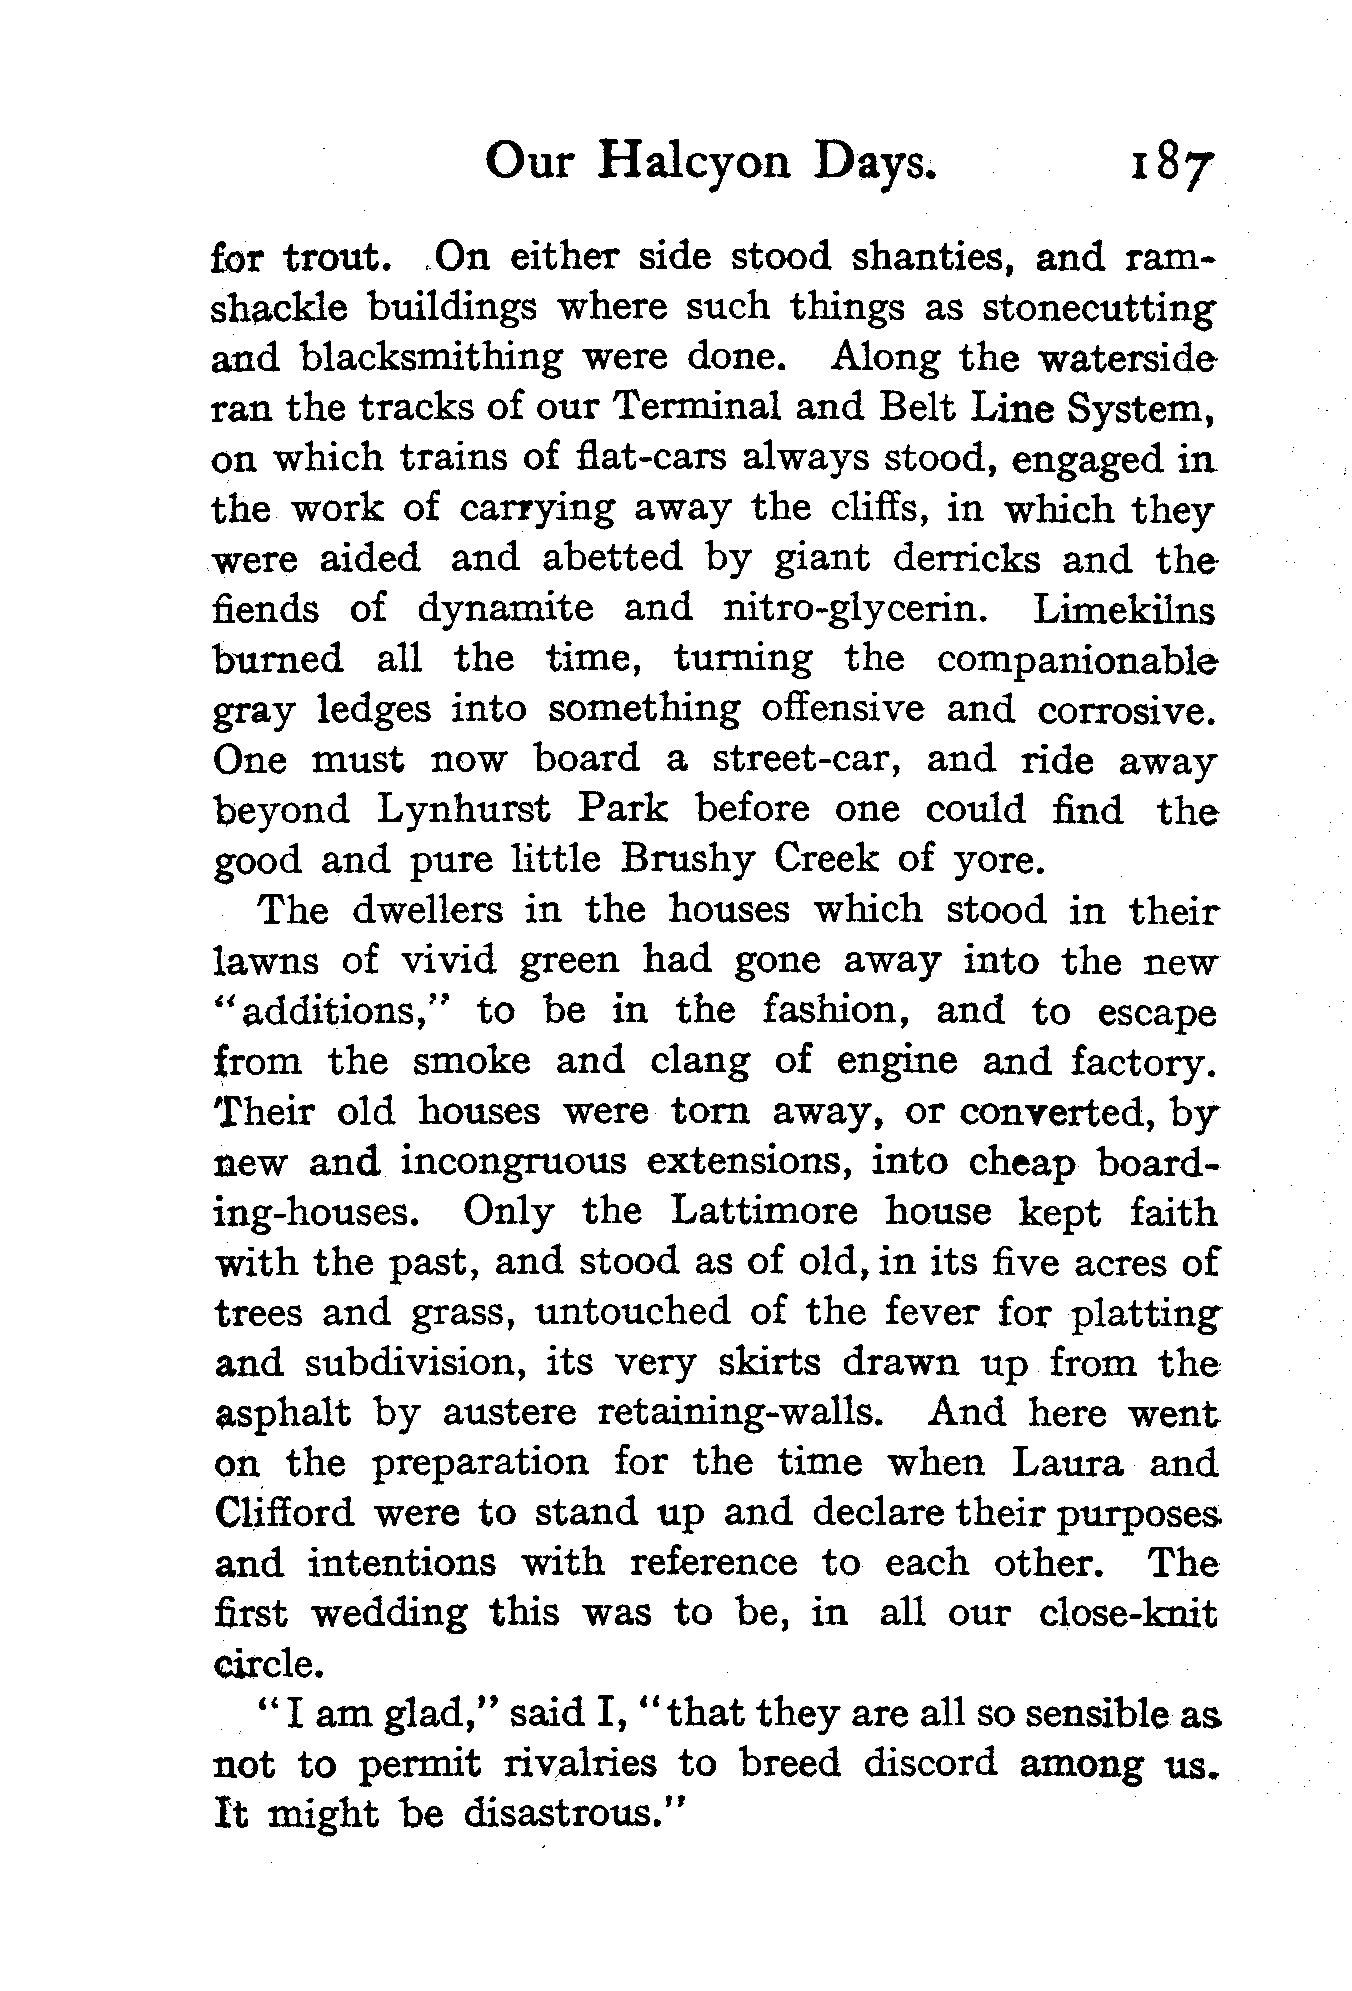 Our Halcyon Days. 187
for trout. On either side stood shanties, and ram-
shackle buildings where such things as stonecutting
and blacksmithing were done. Along the waterside
ran the tracks of our Terminal and Belt Line System,
on which trains of flat-cars always stood, engaged in
the work of carrying away the cliffs, in which they
were aided and abetted by giant derricks and the
fiends of dynamite and nitro-glycerin. Limekilns
burned all the time, turning the companionable
gray ledges into something offensive and corrosive.
One must now board a street-car, and ride away
beyond Lynhurst Park before one could find the
good and pure little Brushy Creek of yore.
The dwellers in the houses which stood in their
lawns of vivid green had gone away into the new
"additions," to be in the fashion, and to escape
from the smoke and clang of engine and factory.
Their old houses were torn away, or converted, by
new and incongruous extensions, into cheap board-
ing-houses. Only the Lattimore house kept faith
with the past, and stood as of old, in its five acres of
trees and grass, untouched of the fever for platting
and subdivision, its very skirts drawn up from the
asphalt by austere retaining-walls. And here went
on the preparation for the time when Laura and
Clifford were to stand up and declare their purposes
and intentions with reference to each other. The
first wedding this was to be, in all our close-knit
circle.
"I am glad," said I, "that they are all so sensible as
not to permit rivalries to breed discord among us.
It might be disastrous."